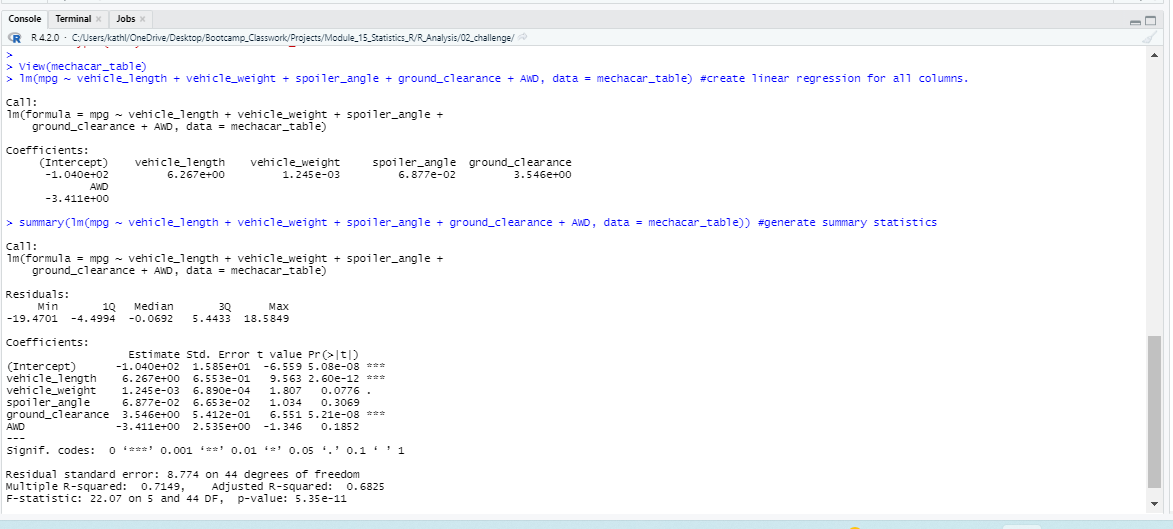 Console Terminal × Jobs ×
R 4.2.0 · C:/Users/kathl/OneDrive/Desktop/Bootcamp_Classwork/Projects/Module_15_Statistics_R/R_Analysis/02_challenge/
>
> View(mechacar_table)
> lm(mpg ~ vehicle_length + vehicle_weight + spoiler_angle + ground_clearance + AWD, data = mechacar_table) #create linear regression for all columns.
Call:
lm(formula = mpg ~ vehicle_length + vehicle_weight + spoiler_angle +
    ground_clearance + AWD, data = mechacar_table)
Coefficients:
     (Intercept)    vehicle_length    vehicle_weight     spoiler_angle  ground_clearance
      -1.040e+02         6.267e+00         1.245e-03         6.877e-02         3.546e+00
             AWD
      -3.411e+00
> summary(lm(mpg ~ vehicle_length + vehicle_weight + spoiler_angle + ground_clearance + AWD, data = mechacar_table)) #generate summary statistics
Call:
lm(formula = mpg ~ vehicle_length + vehicle_weight + spoiler_angle +
    ground_clearance + AWD, data = mechacar_table)
Residuals:
     Min       1Q   Median       3Q      Max
-19.4701  -4.4994  -0.0692   5.4433  18.5849
Coefficients:
                   Estimate Std. Error t value Pr(>|t|)
(Intercept)      -1.040e+02  1.585e+01  -6.559 5.08e-08 ***
vehicle_length    6.267e+00  6.553e-01   9.563 2.60e-12 ***
vehicle_weight    1.245e-03  6.890e-04   1.807   0.0776 .
spoiler_angle     6.877e-02  6.653e-02   1.034   0.3069
ground_clearance  3.546e+00  5.412e-01   6.551 5.21e-08 ***
AWD              -3.411e+00  2.535e+00  -1.346   0.1852
---
Signif. codes:  0 ‘***’ 0.001 ‘**’ 0.01 ‘*’ 0.05 ‘.’ 0.1 ‘ ’ 1
Residual standard error: 8.774 on 44 degrees of freedom
Multiple R-squared:  0.7149,    Adjusted R-squared:  0.6825
F-statistic: 22.07 on 5 and 44 DF,  p-value: 5.35e-11